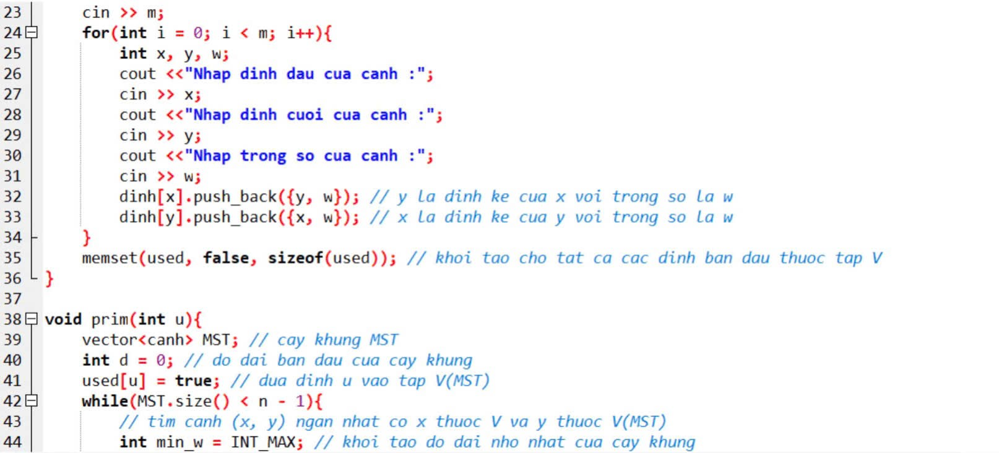 23 cin >> m;
24 for(int i = 0; i < m; i++){
25 int x, y, w;
26 cout <<"Nhap dinh dau cua canh :";
27 cin >> x;
28 cout <<"Nhap dinh cuoi cua canh :";
29 cin >> y;
30 cout <<"Nhap trong so cua canh :";
31 cin >> w;
32 dinh[x].push_back({y, w}); // y la dinh ke cua x voi trong so la w
33 dinh[y].push_back({x, w}); // x la dinh ke cua y voi trong so la w
34 }
35 memset(used, false, sizeof(used)); // khoi tao cho tat ca cac dinh ban dau thuoc tap V
36 }
37
38 void prim(int u){
39 vector<canh> MST; // cay khung MST
40 int d = 0; // do dai ban dau cua cay khung
41 used[u] = true; // dua dinh u vao tap V(MST)
42 while(MST.size() < n - 1){
43 // tim canh (x, y) ngan nhat co x thuoc V va y thuoc V(MST)
44 int min_w = INT_MAX; // khoi tao do dai nho nhat cua cay khung